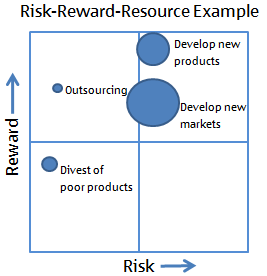 Risk-Reward-Resource Example
Develop new
products
Outsourcing
Develop new
markets
Divest of
poor products
Reward
Risk